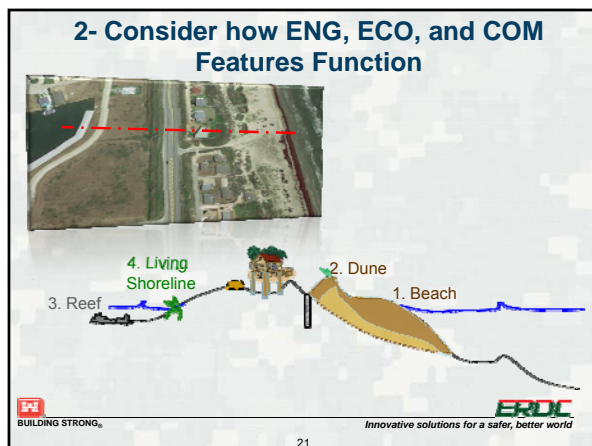 2- Consider how ENG, ECO, and COM
Features Function
4. Living
Shoreline
3. Reef
2. Dune
1. Beach
BUILDING STRONG®
ERDC
Innovative solutions for a safer, better world
21